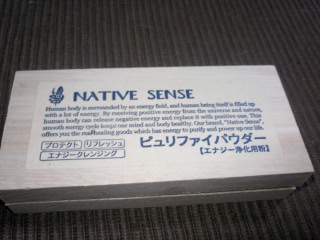 NATIVE SENSE
Human body is surrounded by an energy field, and human being itself is filled up
with a lot of energy. By receiving positive energy from the universe and nature,
human body can release negative energy and replace it with positive one. This
smooth energy cycle keeps our mind and body healthy. Our brand, "Native Sense",
offers you the readily goods which has energy to purify and power up our mind.
プロテクト リフレッシュ
エナジークレンジング
ピュリファイパウダー
【エナジー浄化用粉】